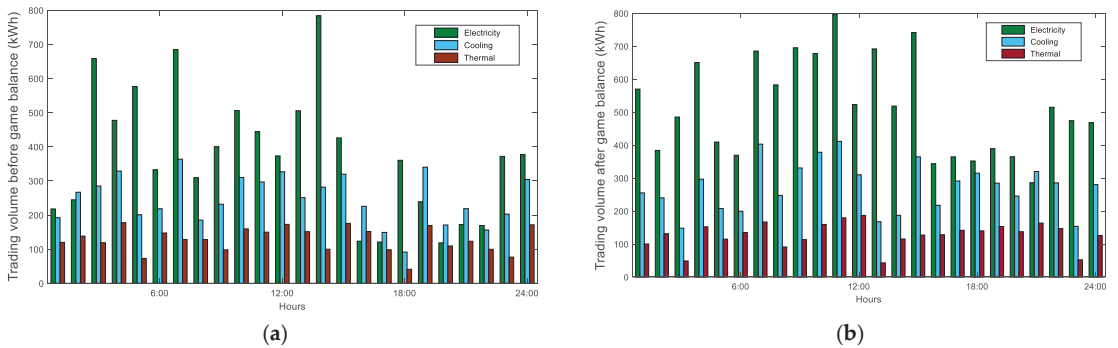 (a)
Trading volume before game balance (kWh)
800
700
600
500
400
300
200
100
0
Electricity
Cooling
Thermal
6:00
12:00
18:00
24:00
Hours
(a)
Trading volume after game balance (kWh)
800
700
600
500
400
300
200
100
0
Electricity
Cooling
Thermal
6:00
12:00
18:00
24:00
Hours
(b)